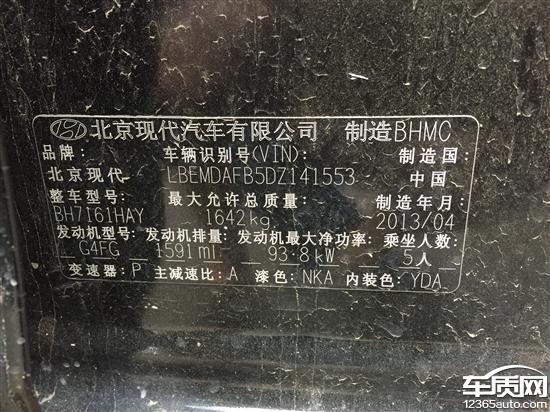 北京现代汽车有限公司 制造 BHMC
品牌: 车辆识别号(VIN): 制造国:
北京现代 LBEMDAFB5DZ141553 中国
整车型号: 最大允许总质量: 制造年月:
BH7161HAY 1642kg 2013/04
发动机型号: 发动机排量: 发动机最大净功率: 乘坐人数:
G4FG 1591ml 93.8kW 5人
变速器: P 主减速比: A 漆色: NKA 内装色: YDA
车质网
12365auto.com